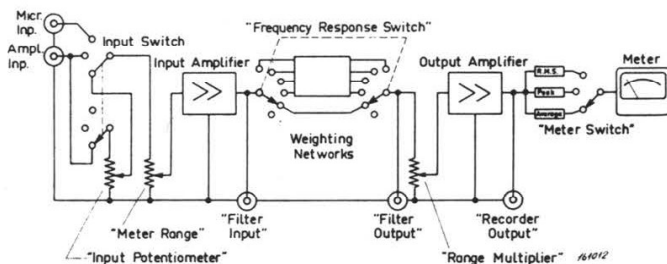 Micr.
Inp.
Ampl.
Inp.
Input Switch
Input Amplifier
"Frequency Response Switch"
Output Amplifier
Meter
R.M.S.
Peak
Average
"Meter Switch"
Weighting
Networks
"Filter
Input"
"Filter
Output"
"Recorder
Output"
"Meter Range"
"Input Potentiometer"
"Range Multiplier"
161012